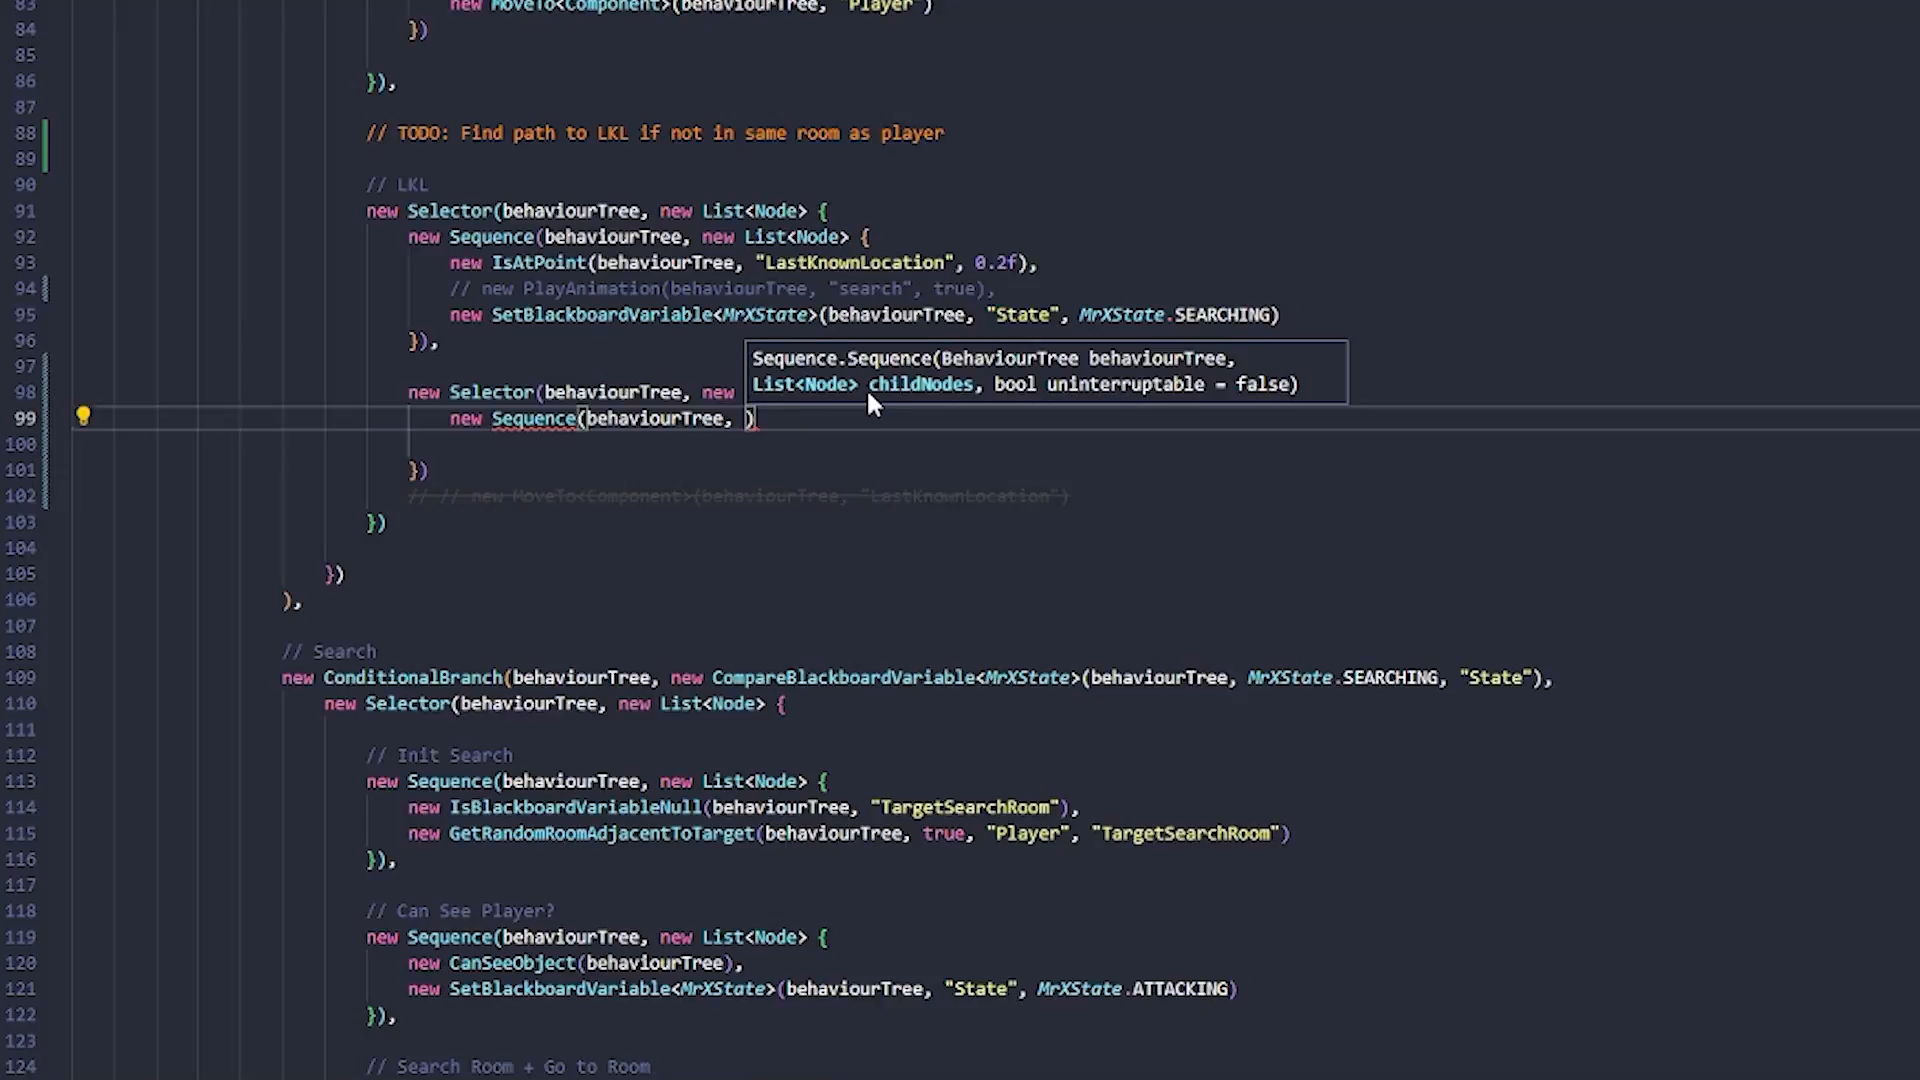 83 new MoveTo<Component>(behaviourTree, "Player")
84 })
85
86 }),
87
88 // TODO: Find path to LKL if not in same room as player
89
90 // LKL
91 new Selector(behaviourTree, new List<Node> {
92 new Sequence(behaviourTree, new List<Node> {
93 new IsAtPoint(behaviourTree, "LastKnownLocation", 0.2f),
94 // new PlayAnimation(behaviourTree, "search", true),
95 new SetBlackboardVariable<MrXState>(behaviourTree, "State", MrXState.SEARCHING)
96 }),
97
Sequence.Sequence(BehaviourTree behaviourTree,
List<Node> childNodes, bool uninterruptable = false)
98 new Selector(behaviourTree, new
99 new Sequence(behaviourTree, )
100
101 })
102 // // new MoveTo<Component>(behaviourTree, "LastKnownLocation")
103 })
104
105 })
106 ),
107
108 // Search
109 new ConditionalBranch(behaviourTree, new CompareBlackboardVariable<MrXState>(behaviourTree, MrXState.SEARCHING, "State"),
110 new Selector(behaviourTree, new List<Node> {
111
112 // Init Search
113 new Sequence(behaviourTree, new List<Node> {
114 new IsBlackboardVariableNull(behaviourTree, "TargetSearchRoom"),
115 new GetRandomRoomAdjacentToTarget(behaviourTree, true, "Player", "TargetSearchRoom")
116 }),
117
118 // Can See Player?
119 new Sequence(behaviourTree, new List<Node> {
120 new CanSeeObject(behaviourTree),
121 new SetBlackboardVariable<MrXState>(behaviourTree, "State", MrXState.ATTACKING)
122 }),
123
124 // Search Room + Go to Room